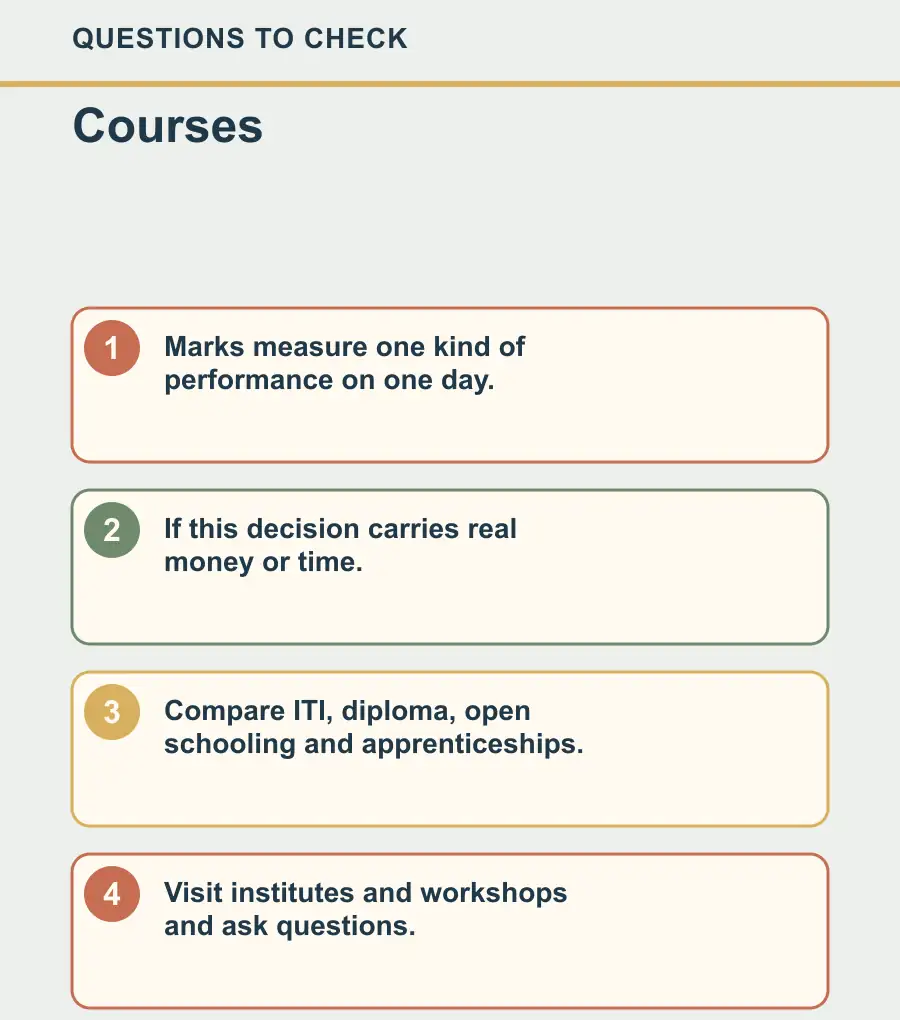 QUESTIONS TO CHECK
Courses
1
Marks measure one kind of
performance on one day.
2
If this decision carries real
money or time.
3
Compare ITI, diploma, open
schooling and apprenticeships.
4
Visit institutes and workshops
and ask questions.